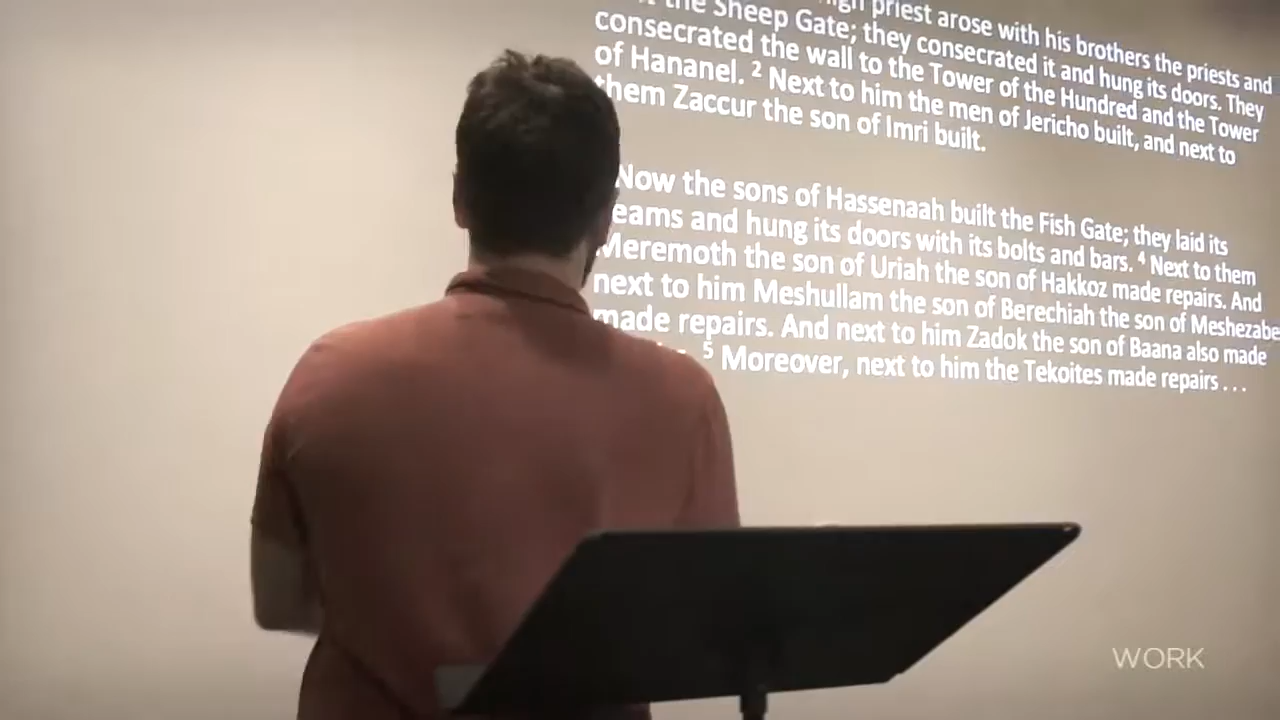 the Sheep Gate; they consecrated it and hung its doors. They
priest arose with his brothers the priests and
consecrated the wall to the Tower of the Hundred and the Tower
of Hananel. ² Next to him the men of Jericho built, and next to
them Zaccur the son of Imri built.
Now the sons of Hassenaah built the Fish Gate; they laid its
hung its doors with its bolts and bars. ⁴ Next to them
Meremoth the son of Uriah the son of Hakkoz made repairs. And
next to him Meshullam the son of Berechiah the son of Meshezabe
made repairs. And next to him Zadok the son of Baana also made
⁵ Moreover, next to him the Tekoites made repairs . . .
WORK